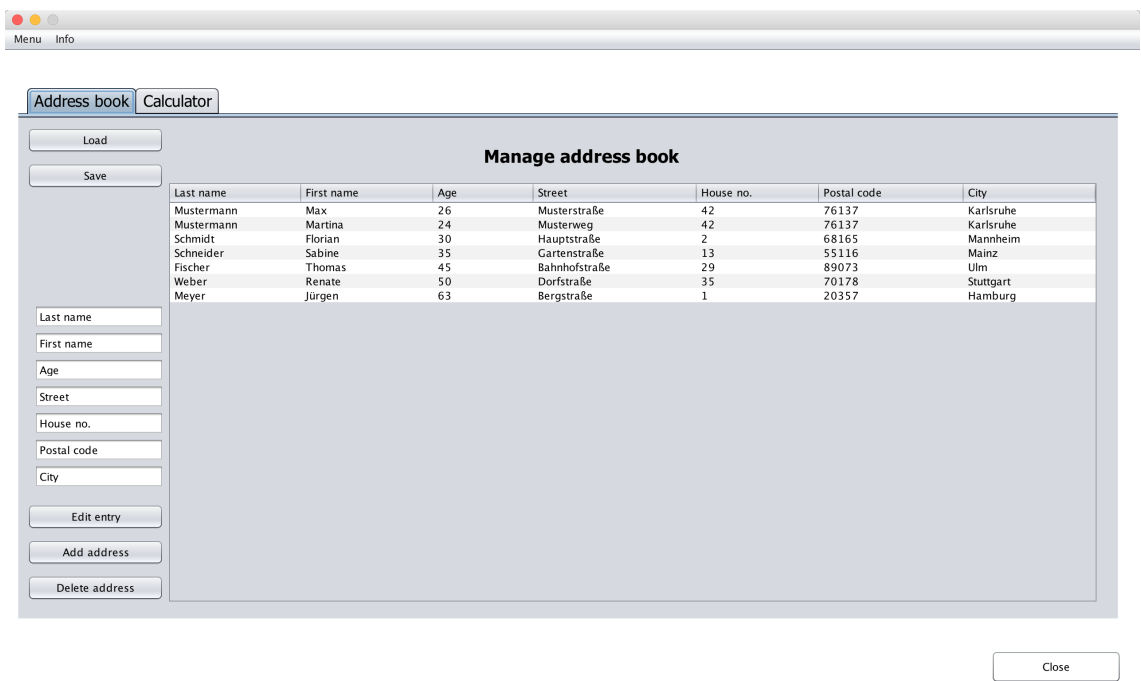 Menu Info
Address book Calculator
Load
Manage address book
Save
Last name First name Age Street House no. Postal code City
Mustermann Max 26 Musterstraße 42 76137 Karlsruhe
Mustermann Martina 24 Musterweg 42 76137 Karlsruhe
Schmidt Florian 30 Hauptstraße 2 68165 Mannheim
Schneider Sabine 35 Gartenstraße 13 55116 Mainz
Fischer Thomas 45 Bahnhofstraße 29 89073 Ulm
Weber Renate 50 Dorfstraße 35 70178 Stuttgart
Meyer Jürgen 63 Bergstraße 1 20357 Hamburg
Last name
First name
Age
Street
House no.
Postal code
City
Edit entry
Add address
Delete address
Close